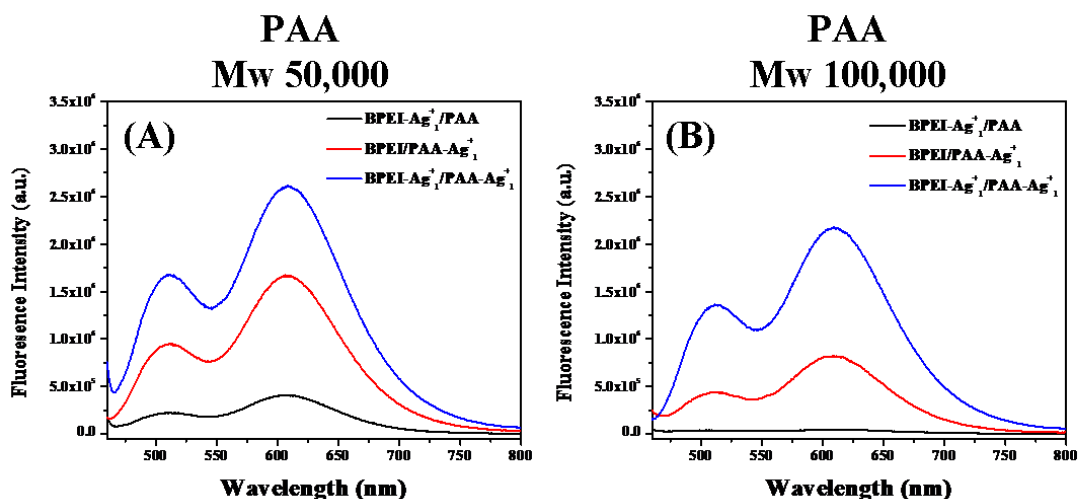 PAA
Mw 50,000
(A)
BPEI-Ag⁺₁/PAA
BPEI/PAA-Ag⁺₁
BPEI-Ag⁺₁/PAA-Ag⁺₁
3.5x10⁶
3.0x10⁶
2.5x10⁶
2.0x10⁶
1.5x10⁶
1.0x10⁶
5.0x10⁵
0.0
Fluoresence Intensity (a.u.)
500 550 600 650 700 750 800
Wavelength (nm)
PAA
Mw 100,000
(B)
BPEI-Ag⁺₁/PAA
BPEI/PAA-Ag⁺₁
BPEI-Ag⁺₁/PAA-Ag⁺₁
3.5x10⁶
3.0x10⁶
2.5x10⁶
2.0x10⁶
1.5x10⁶
1.0x10⁶
5.0x10⁵
0.0
Fluorescence Intensity (a.u.)
500 550 600 650 700 750 800
Wavelength (nm)